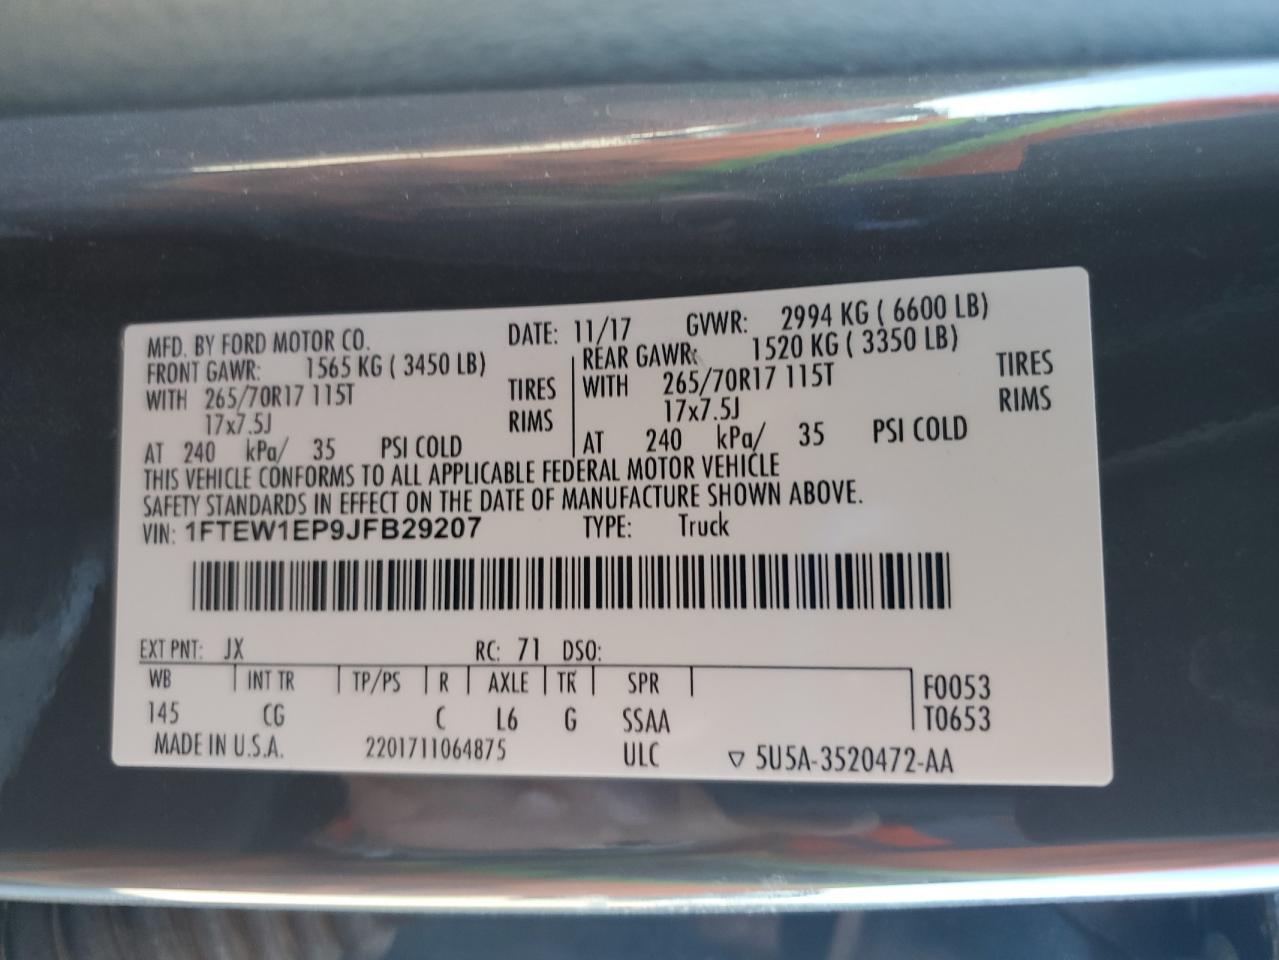 MFD. BY FORD MOTOR CO. DATE: 11/17 GVWR: 2994 KG ( 6600 LB)
FRONT GAWR: 1565 KG ( 3450 LB) REAR GAWR: 1520 KG ( 3350 LB)
WITH 265/70R17 115T TIRES WITH 265/70R17 115T TIRES
17x7.5J RIMS 17x7.5J RIMS
AT 240 kPa/ 35 PSI COLD AT 240 kPa/ 35 PSI COLD
THIS VEHICLE CONFORMS TO ALL APPLICABLE FEDERAL MOTOR VEHICLE
SAFETY STANDARDS IN EFFECT ON THE DATE OF MANUFACTURE SHOWN ABOVE.
VIN: 1FTEW1EP9JFB29207 TYPE: Truck
EXT PNT: JX RC: 71 DSO:
WB INT TR TP/PS R AXLE TR SPR F0053
145 CG C L6 G SSAA T0653
MADE IN U.S.A. 2201711064875 ULC ▽ 5U5A-3520472-AA